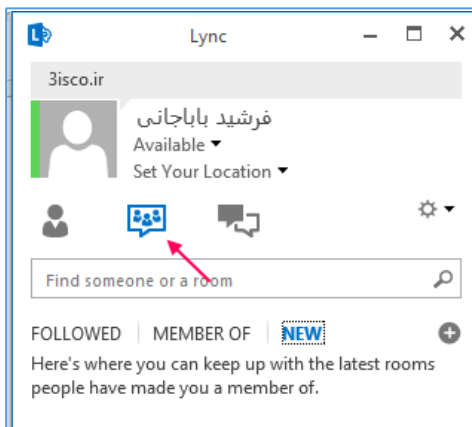 Lync
3isco.ir
فرشید باباجانی
Available
Set Your Location
Find someone or a room
FOLLOWED MEMBER OF NEW
Here's where you can keep up with the latest rooms
people have made you a member of.